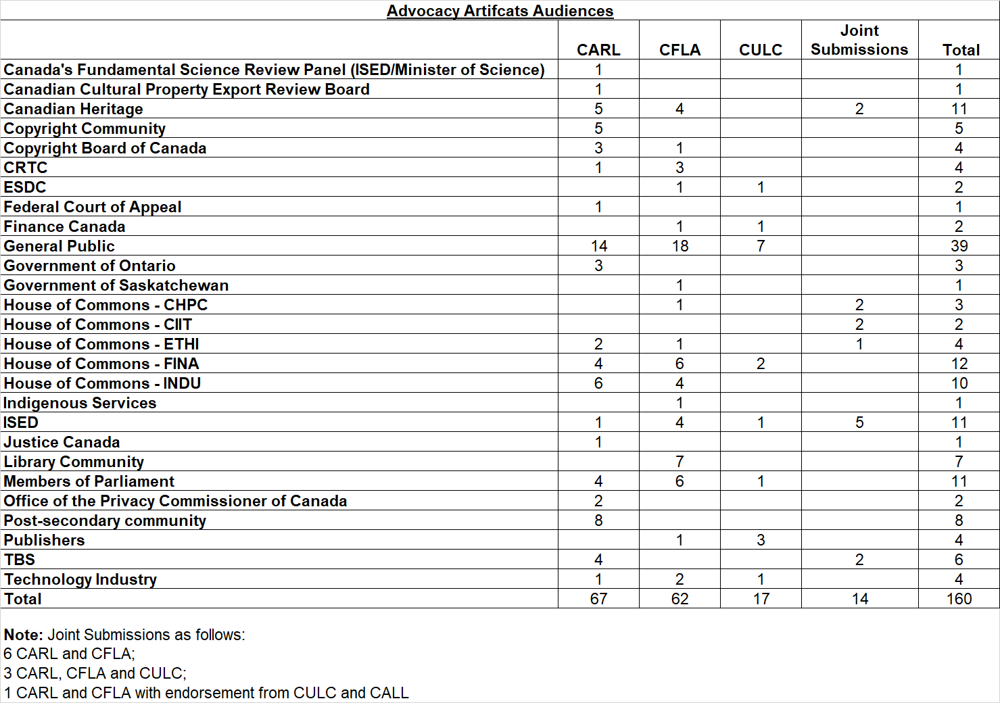 Advocacy Artifcats Audiences
CARL CFLA CULC Joint Submissions Total
Canada's Fundamental Science Review Panel (ISED/Minister of Science) 1 1
Canadian Cultural Property Export Review Board 1 1
Canadian Heritage 5 4 2 11
Copyright Community 5 5
Copyright Board of Canada 3 1 4
CRTC 1 3 4
ESDC 1 1 2
Federal Court of Appeal 1 1
Finance Canada 1 1 2
General Public 14 18 7 39
Government of Ontario 3 3
Government of Saskatchewan 1 1
House of Commons - CHPC 1 2 3
House of Commons - CIIT 2 2
House of Commons - ETHI 2 1 1 4
House of Commons - FINA 4 6 2 12
House of Commons - INDU 6 4 10
Indigenous Services 1 1
ISED 1 4 1 5 11
Justice Canada 1 1
Library Community 7 7
Members of Parliament 4 6 1 11
Office of the Privacy Commissioner of Canada 2 2
Post-secondary community 8 8
Publishers 1 3 4
TBS 4 2 6
Technology Industry 1 2 1 4
Total 67 62 17 14 160
Note: Joint Submissions as follows:
6 CARL and CFLA;
3 CARL, CFLA and CULC;
1 CARL and CFLA with endorsement from CULC and CALL